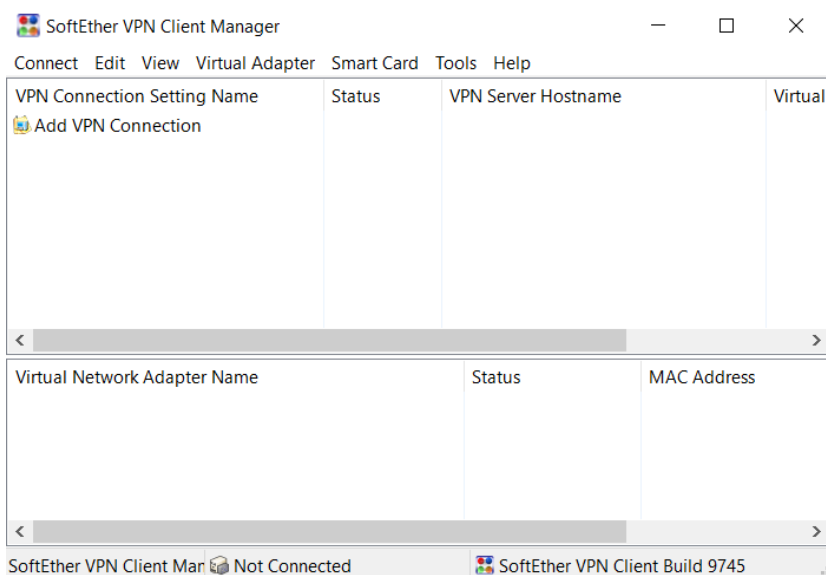 SoftEther VPN Client Manager
Connect Edit View Virtual Adapter Smart Card Tools Help
VPN Connection Setting Name Status VPN Server Hostname Virtual
Add VPN Connection
Virtual Network Adapter Name Status MAC Address
SoftEther VPN Client Man Not Connected SoftEther VPN Client Build 9745